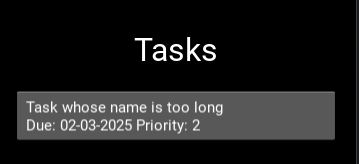 Tasks
Task whose name is too long
Due: 02-03-2025 Priority: 2